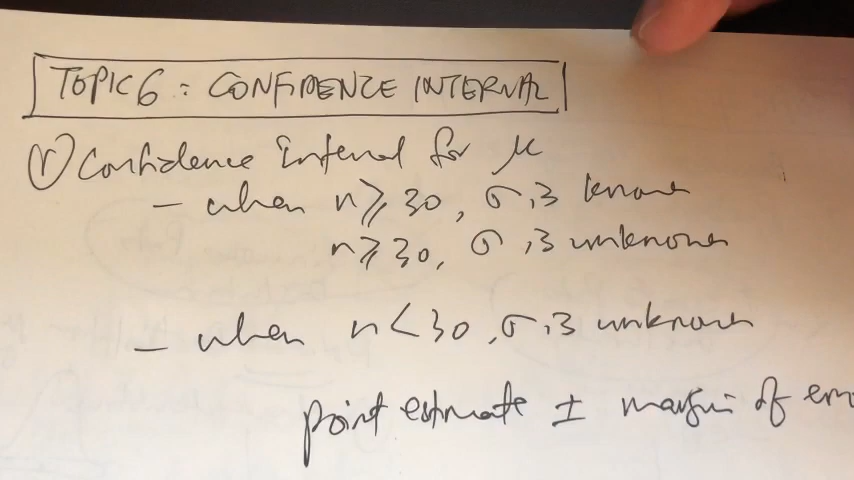 TOPIC 6 : CONFIDENCE INTERVAL
① Confidence Interval for μ
- when n ≥ 30, σ is known
n ≥ 30, σ is unknown
- when n < 30, σ is unknown
point estimate ± margin of erro